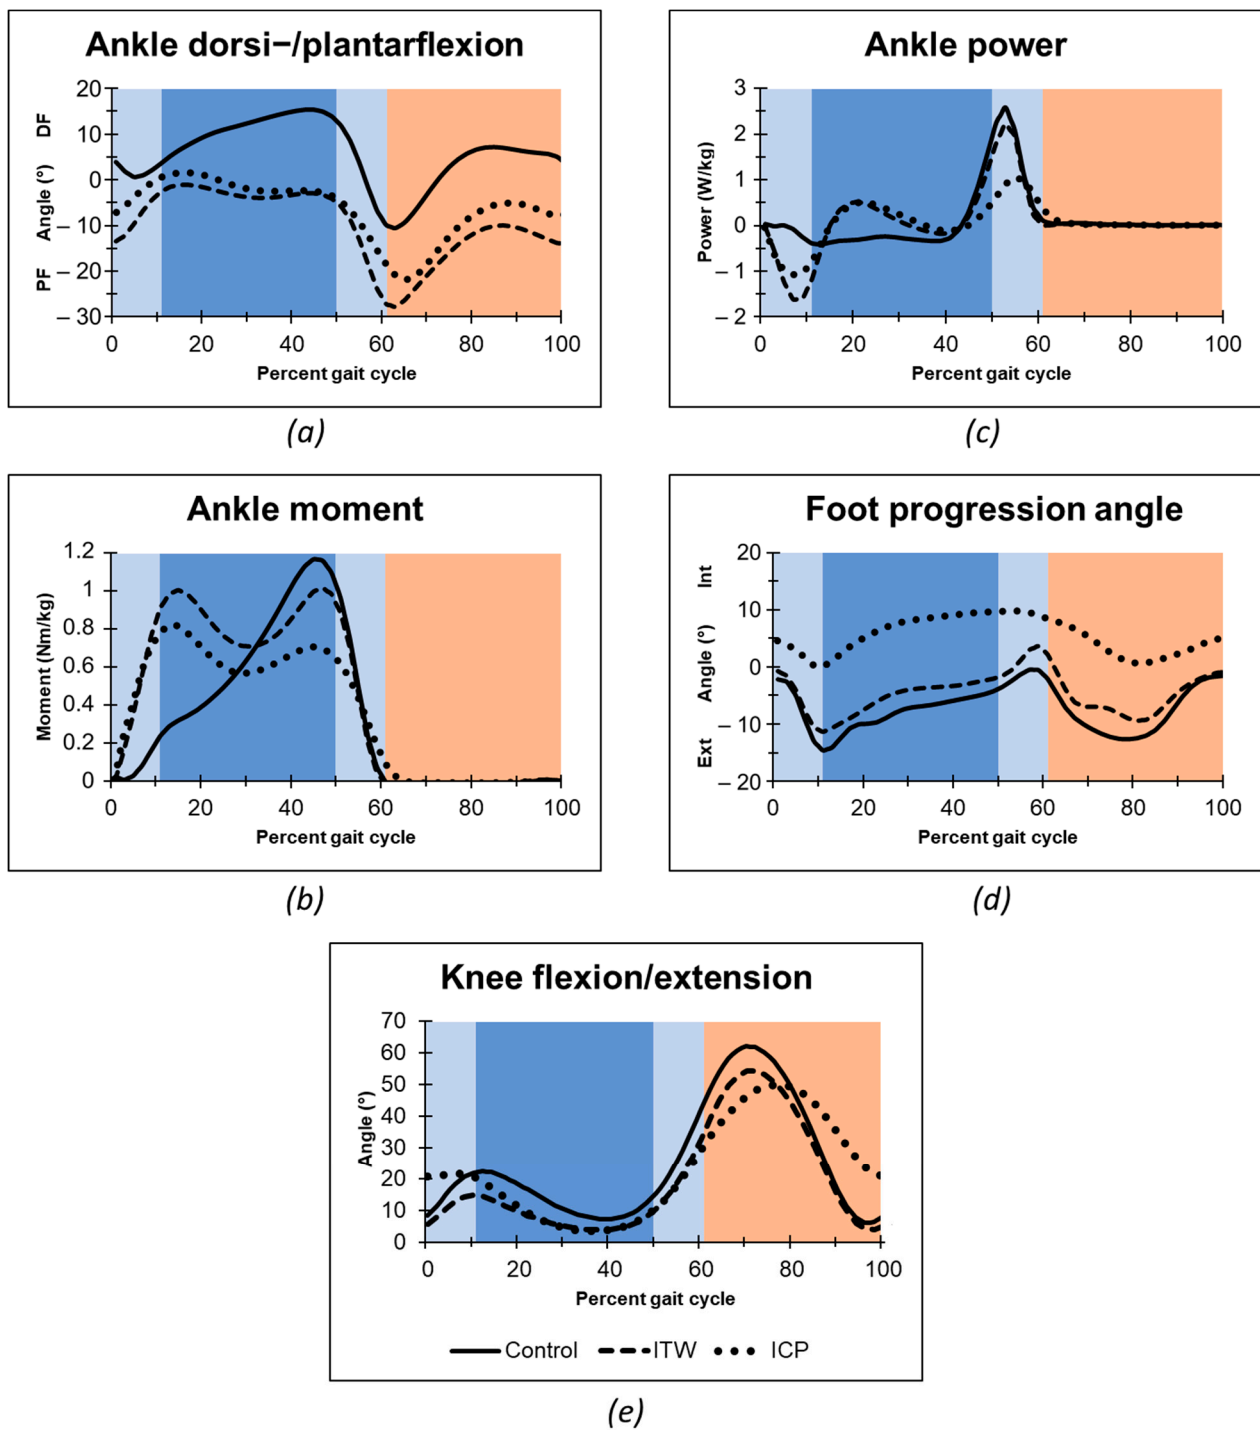 Ankle dorsi−/plantarflexion
20
10
0
– 10
– 20
– 30
DF
Angle (°)
PF
0 20 40 60 80 100
Percent gait cycle
(a)
Ankle power
3
2
1
0
– 1
– 2
Power (W/kg)
0 20 40 60 80 100
Percent gait cycle
(c)
Ankle moment
1.2
1
0.8
0.6
0.4
0.2
0
Moment (Nm/kg)
0 20 40 60 80 100
Percent gait cycle
(b)
Foot progression angle
20
10
0
– 10
– 20
Int
Angle (°)
Ext
0 20 40 60 80 100
Percent gait cycle
(d)
Knee flexion/extension
70
60
50
40
30
20
10
0
Angle (°)
0 20 40 60 80 100
Percent gait cycle
Control ITW ICP
(e)